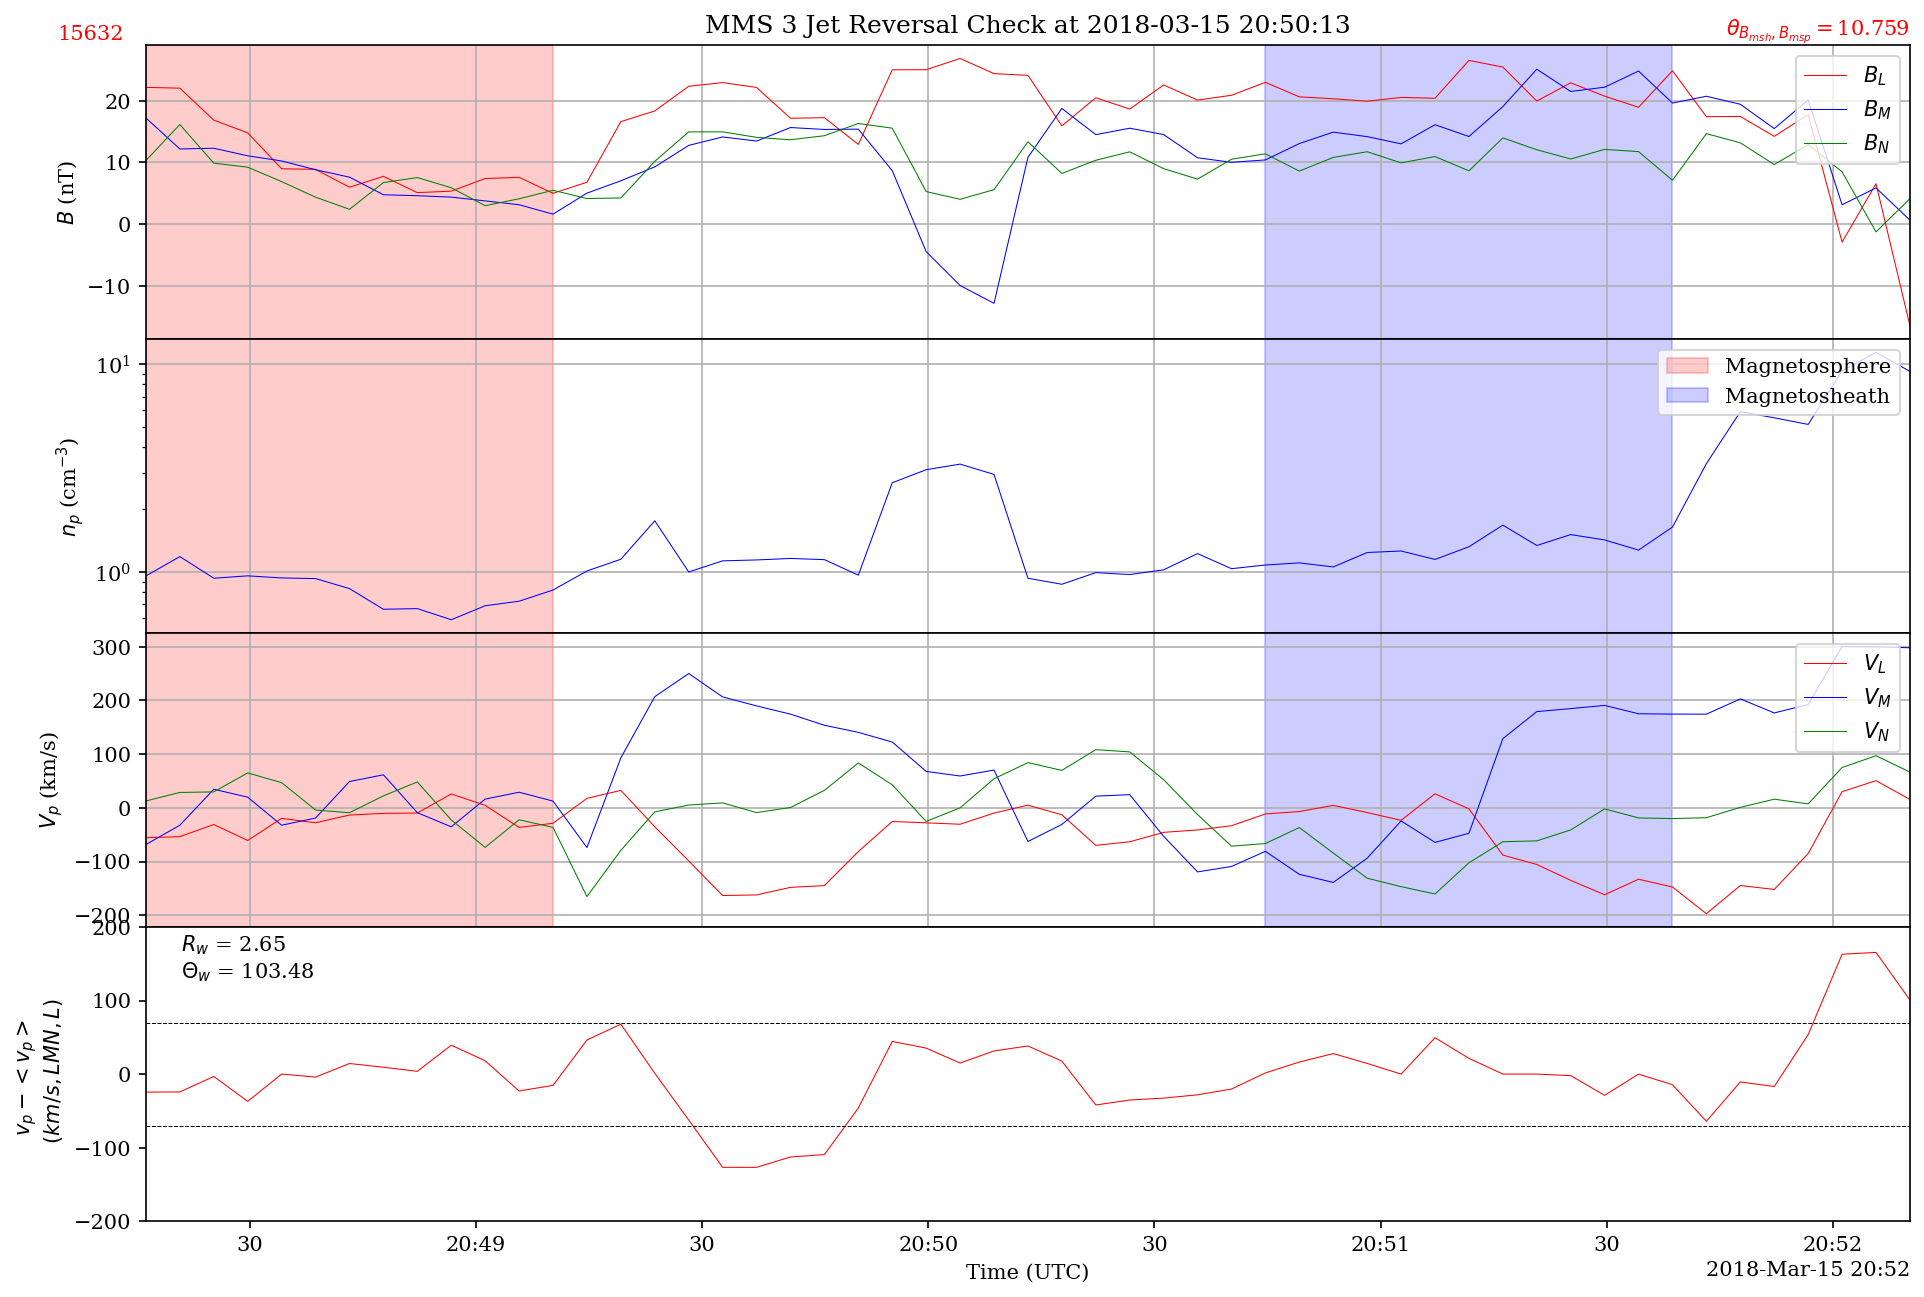 MMS 3 Jet Reversal Check at 2018-03-15 20:50:13
15632
θ_{B_{msh}, B_{msp}} = 10.759
B (nT)
20
10
0
−10
B_L
B_M
B_N
n_p (cm^{−3})
10^1
10^0
Magnetosphere
Magnetosheath
V_p (km/s)
300
200
100
0
−100
−200
V_L
V_M
V_N
v_p − < v_p >
(km/s, LMN, L)
200
100
0
−100
−200
R_w = 2.65
Θ_w = 103.48
30
20:49
30
20:50
30
20:51
30
20:52
Time (UTC)
2018-Mar-15 20:52